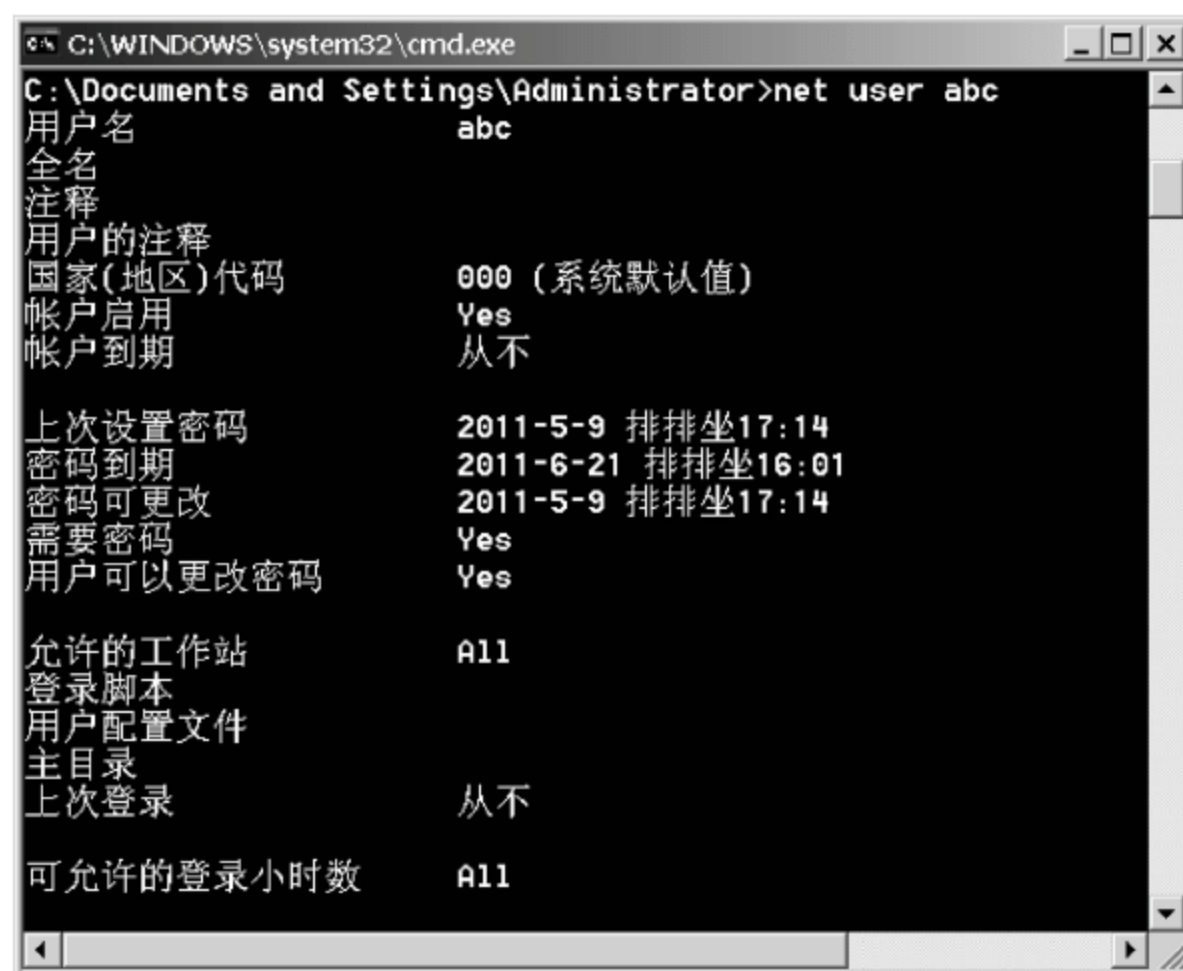 C:\WINDOWS\system32\cmd.exe
C:\Documents and Settings\Administrator>net user abc
用户名 abc
全名
注释
用户的注释
国家(地区)代码 000 (系统默认值)
帐户启用 Yes
帐户到期 从不
上次设置密码 2011-5-9 排排坐17:14
密码到期 2011-6-21 排排坐16:01
密码可更改 2011-5-9 排排坐17:14
需要密码 Yes
用户可以更改密码 Yes
允许的工作站 All
登录脚本
用户配置文件
主目录
上次登录 从不
可允许的登录小时数 All